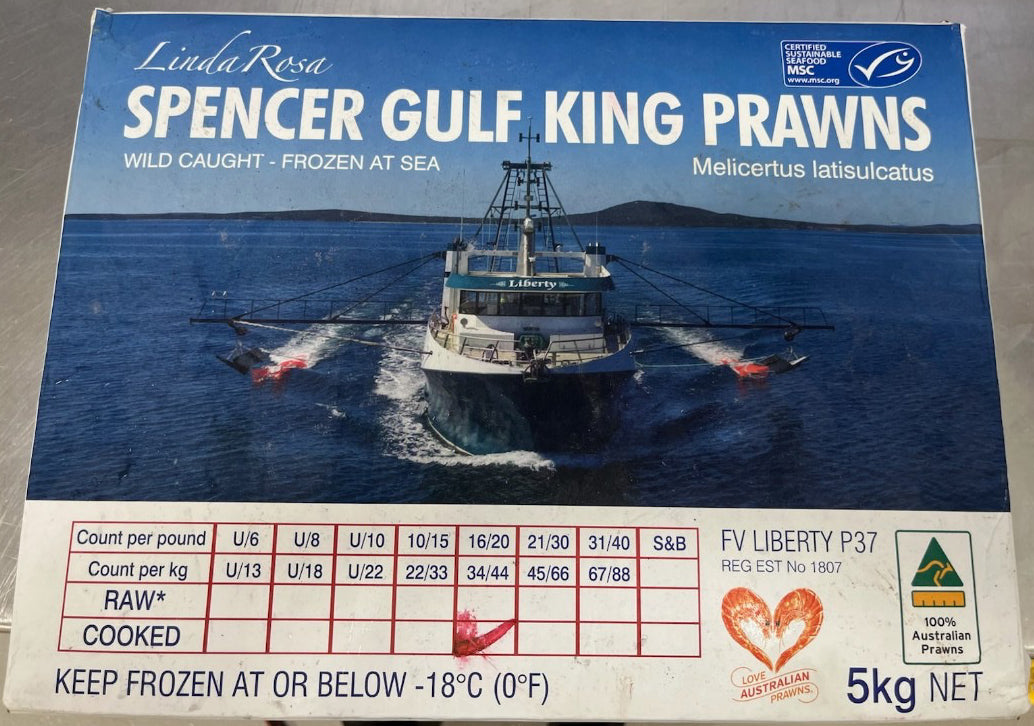 Linda Rosa
CERTIFIED
SUSTAINABLE
SEAFOOD
MSC
www.msc.org
SPENCER GULF KING PRAWNS
WILD CAUGHT - FROZEN AT SEA
Melicertus latisulcatus
Liberty
Count per pound U/6 U/8 U/10 10/15 16/20 21/30 31/40 S&B
Count per kg U/13 U/18 U/22 22/33 34/44 45/66 67/88
RAW*
COOKED
FV LIBERTY P37
REG EST No 1807
LOVE
AUSTRALIAN
PRAWNS.
100%
Australian
Prawns
KEEP FROZEN AT OR BELOW -18°C (0°F)
5kg NET